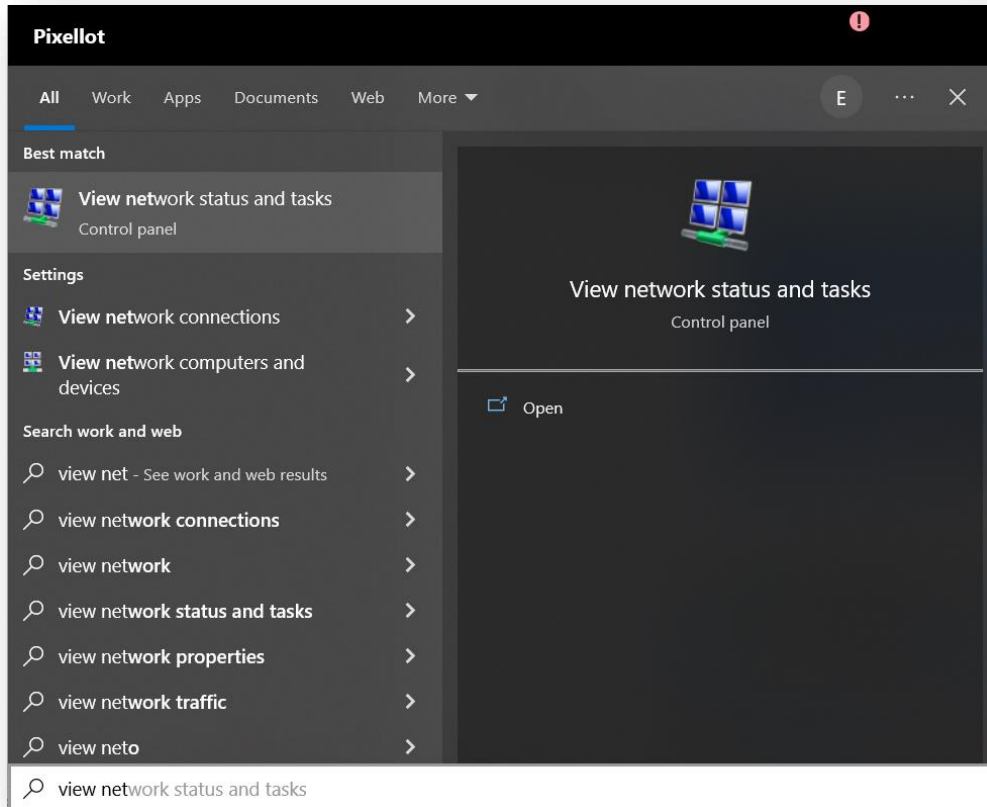 Pixellot
All Work Apps Documents Web More
E ...
Best match
View network status and tasks
Control panel
Settings
View network connections
View network computers and
devices
Search work and web
view net - See work and web results
view network connections
view network
view network status and tasks
view network properties
view network traffic
view neto
View network status and tasks
Control panel
Open
view network status and tasks